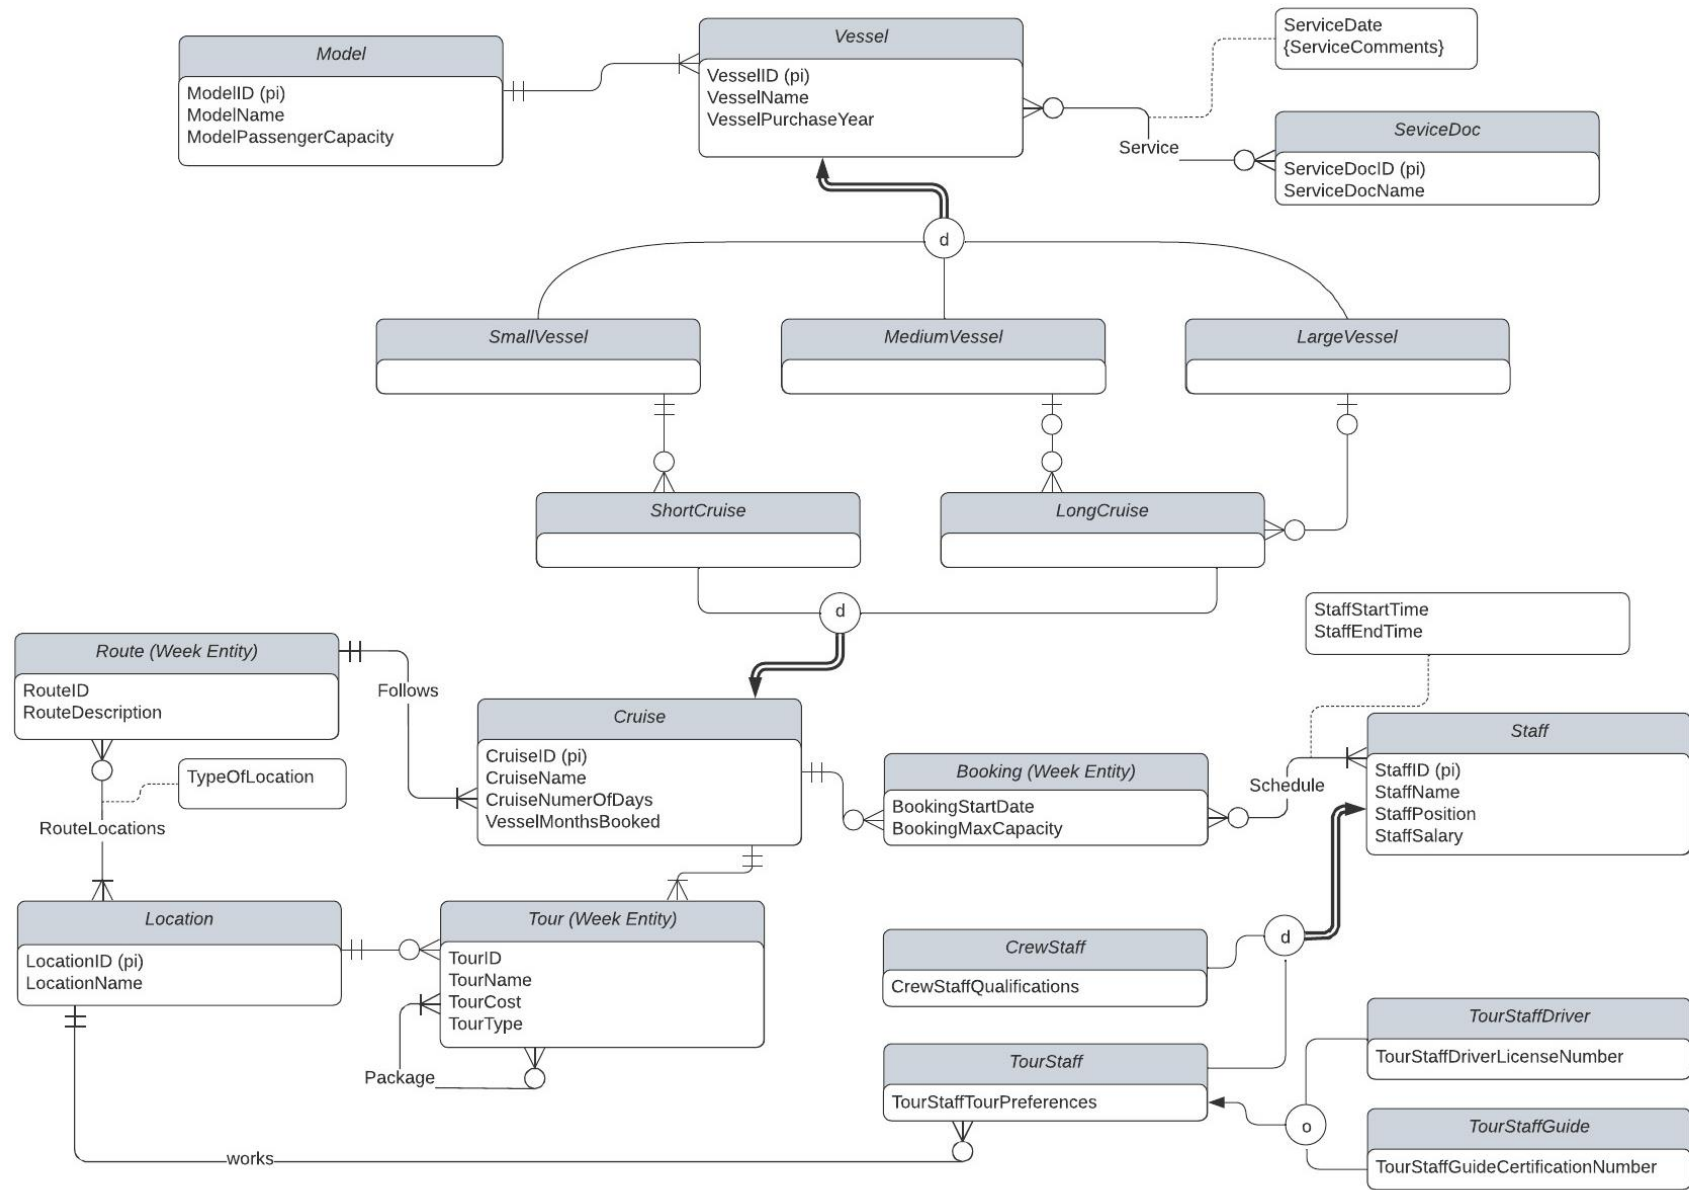 Model
ModelID (pi)
ModelName
ModelPassengerCapacity
Vessel
VesselID (pi)
VesselName
VesselPurchaseYear
ServiceDate
{ServiceComments}
Service
SeviceDoc
ServiceDocID (pi)
ServiceDocName
d
SmallVessel
MediumVessel
LargeVessel
ShortCruise
LongCruise
d
Route (Week Entity)
RouteID
RouteDescription
Follows
TypeOfLocation
RouteLocations
Cruise
CruiseID (pi)
CruiseName
CruiseNumerOfDays
VesselMonthsBooked
Booking (Week Entity)
BookingStartDate
BookingMaxCapacity
Schedule
StaffStartTime
StaffEndTime
Staff
StaffID (pi)
StaffName
StaffPosition
StaffSalary
Location
LocationID (pi)
LocationName
Tour (Week Entity)
TourID
TourName
TourCost
TourType
Package
CrewStaff
CrewStaffQualifications
d
TourStaff
TourStaffTourPreferences
TourStaffDriver
TourStaffDriverLicenseNumber
o
TourStaffGuide
TourStaffGuideCertificationNumber
works